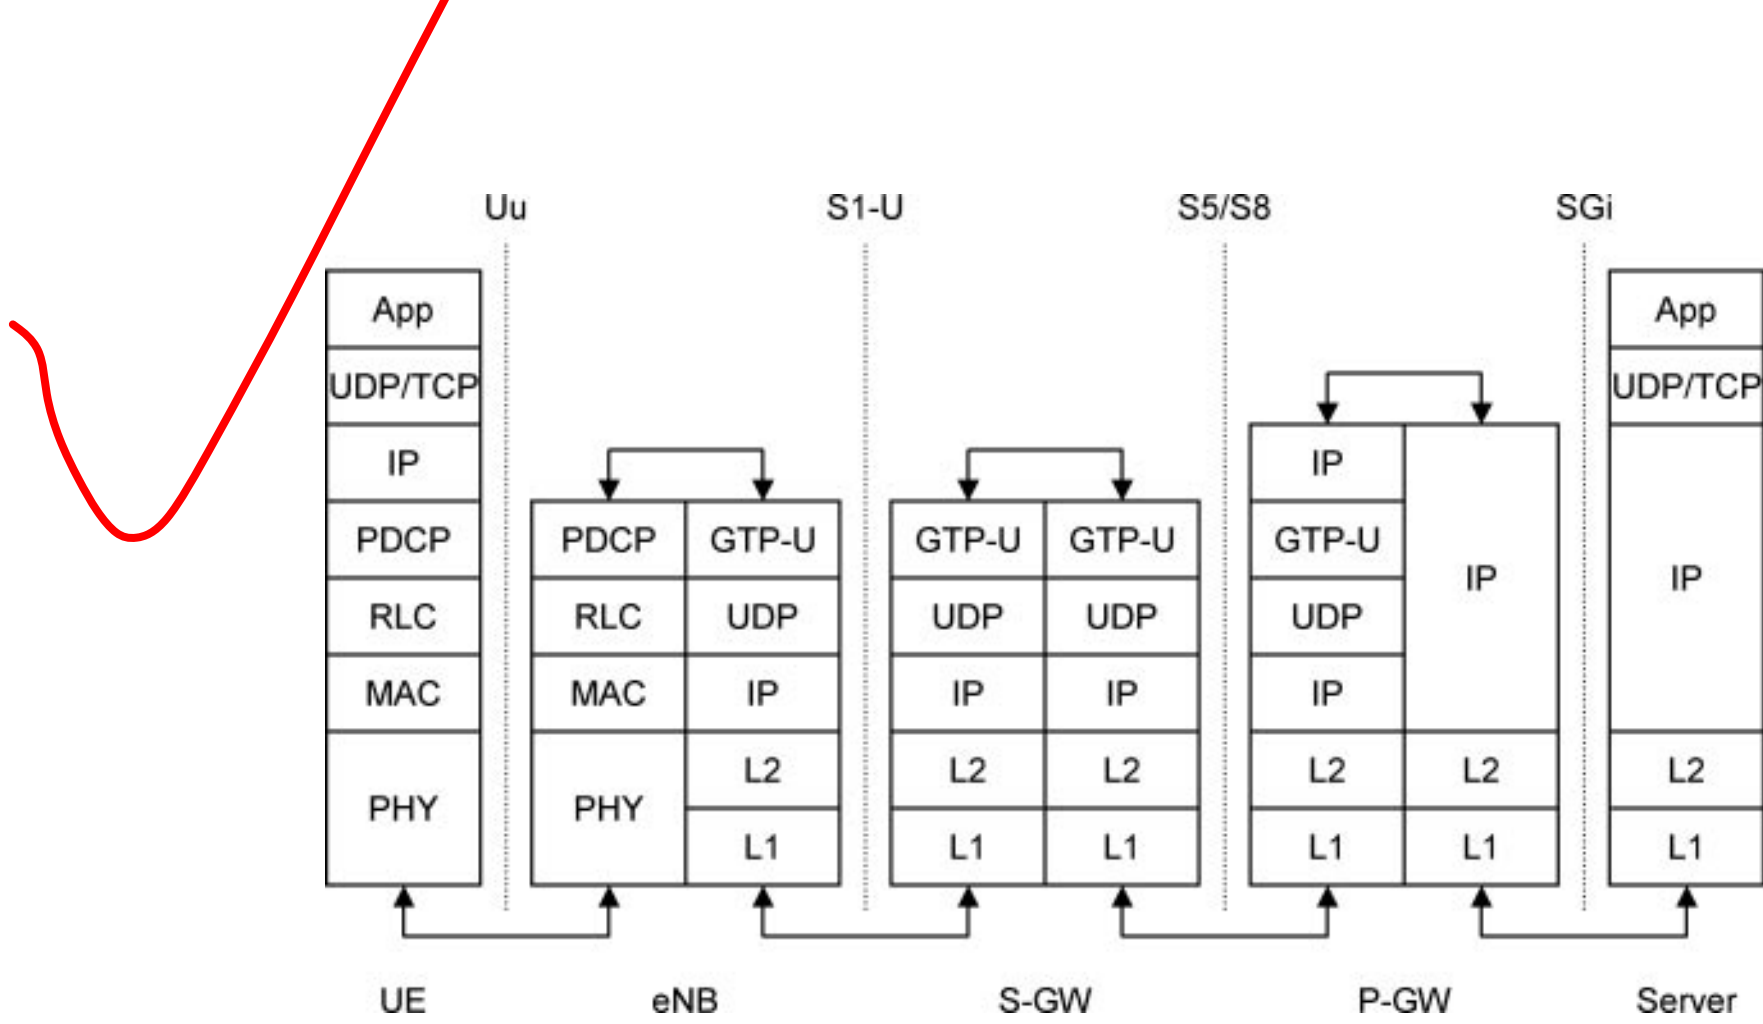 Uu S1-U S5/S8 SGi
App App
UDP/TCP UDP/TCP
IP IP
PDCP PDCP GTP-U GTP-U GTP-U GTP-U IP IP
RLC RLC UDP UDP UDP UDP
MAC MAC IP IP IP IP
L2 L2 L2 L2 L2 L2
PHY PHY
L1 L1 L1 L1 L1 L1
UE eNB S-GW P-GW Server